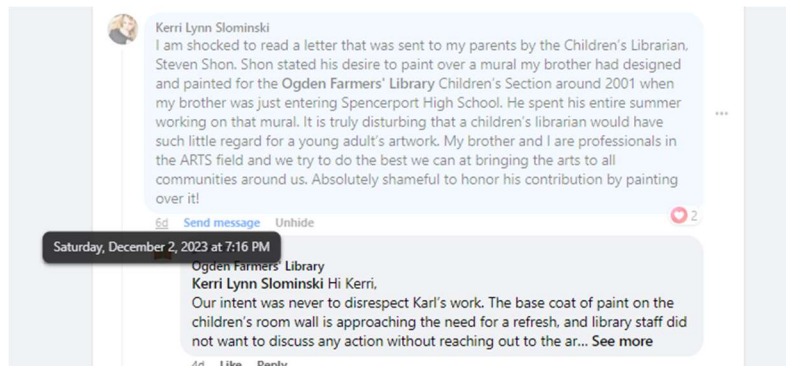 Kerri Lynn Slominski
I am shocked to read a letter that was sent to my parents by the Children's Librarian,
Steven Shon. Shon stated his desire to paint over a mural my brother had designed
and painted for the Ogden Farmers' Library Children's Section around 2001 when
my brother was just entering Spencerport High School. He spent his entire summer
working on that mural. It is truly disturbing that a children's librarian would have
such little regard for a young adult's artwork. My brother and I are professionals in
the ARTS field and we try to do the best we can at bringing the arts to all
communities around us. Absolutely shameful to honor his contribution by painting
over it!
6d Send message Unhide 2
Saturday, December 2, 2023 at 7:16 PM
Ogden Farmers' Library
Kerri Lynn Slominski Hi Kerri,
Our intent was never to disrespect Karl's work. The base coat of paint on the
children's room wall is approaching the need for a refresh, and library staff did
not want to discuss any action without reaching out to the ar... See more
4d Like Reply